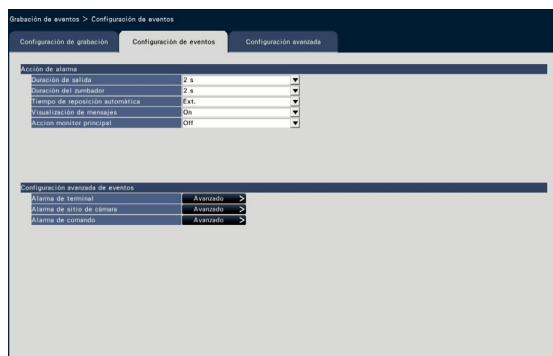 Grabación de eventos > Configuración de eventos
Configuración de grabación Configuración de eventos Configuración avanzada
Acción de alarma
Duración de salida 2 s
Duración del zumbador 2 s
Tiempo de reposición automática Ext.
Visualización de mensajes On
Accion monitor principal Off
Configuración avanzada de eventos
Alarma de terminal Avanzado >
Alarma de sitio de cámara Avanzado >
Alarma de comando Avanzado >